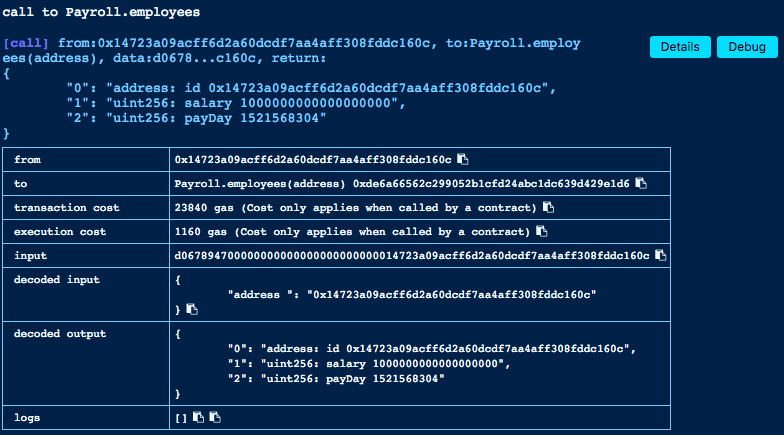 call to Payroll.employees
[call] from:0x14723a09acff6d2a60dcdf7aa4aff308fddc160c, to:Payroll.employ
ees(address), data:d0678...c160c, return:
Details Debug
{
"0": "address: id 0x14723a09acff6d2a60dcdf7aa4aff308fddc160c",
"1": "uint256: salary 1000000000000000000",
"2": "uint256: payDay 1521568304"
}
from 0x14723a09acff6d2a60dcdf7aa4aff308fddc160c
to Payroll.employees(address) 0xde6a66562c299052b1cfd24abc1dc639d429e1d6
transaction cost 23840 gas (Cost only applies when called by a contract)
execution cost 1160 gas (Cost only applies when called by a contract)
input d067894700000000000000000000000014723a09acff6d2a60dcdf7aa4aff308fddc160c
decoded input {
"address ": "0x14723a09acff6d2a60dcdf7aa4aff308fddc160c"
}
decoded output {
"0": "address: id 0x14723a09acff6d2a60dcdf7aa4aff308fddc160c",
"1": "uint256: salary 1000000000000000000",
"2": "uint256: payDay 1521568304"
}
logs []